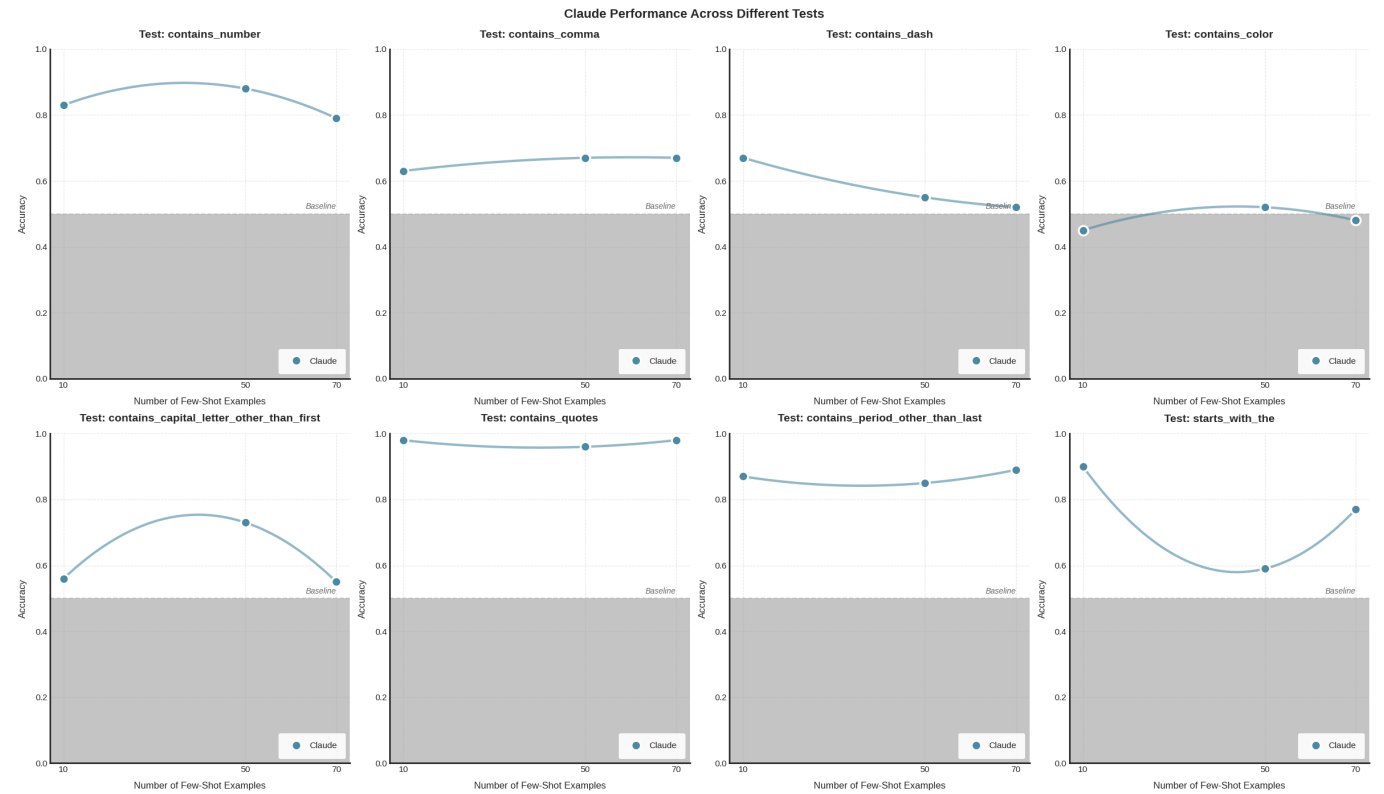 Claude Performance Across Different Tests
Test: contains_number
Accuracy
1.0
0.8
0.6
0.4
0.2
0.0
Baseline
Claude
10 50 70
Number of Few-Shot Examples
Test: contains_comma
Accuracy
1.0
0.8
0.6
0.4
0.2
0.0
Baseline
Claude
10 50 70
Number of Few-Shot Examples
Test: contains_dash
Accuracy
1.0
0.8
0.6
0.4
0.2
0.0
Baseline
Claude
10 50 70
Number of Few-Shot Examples
Test: contains_color
Accuracy
1.0
0.8
0.6
0.4
0.2
0.0
Baseline
Claude
10 50 70
Number of Few-Shot Examples
Test: contains_capital_letter_other_than_first
Accuracy
1.0
0.8
0.6
0.4
0.2
0.0
Baseline
Claude
10 50 70
Number of Few-Shot Examples
Test: contains_quotes
Accuracy
1.0
0.8
0.6
0.4
0.2
0.0
Baseline
Claude
10 50 70
Number of Few-Shot Examples
Test: contains_period_other_than_last
Accuracy
1.0
0.8
0.6
0.4
0.2
0.0
Baseline
Claude
10 50 70
Number of Few-Shot Examples
Test: starts_with_the
Accuracy
1.0
0.8
0.6
0.4
0.2
0.0
Baseline
Claude
10 50 70
Number of Few-Shot Examples